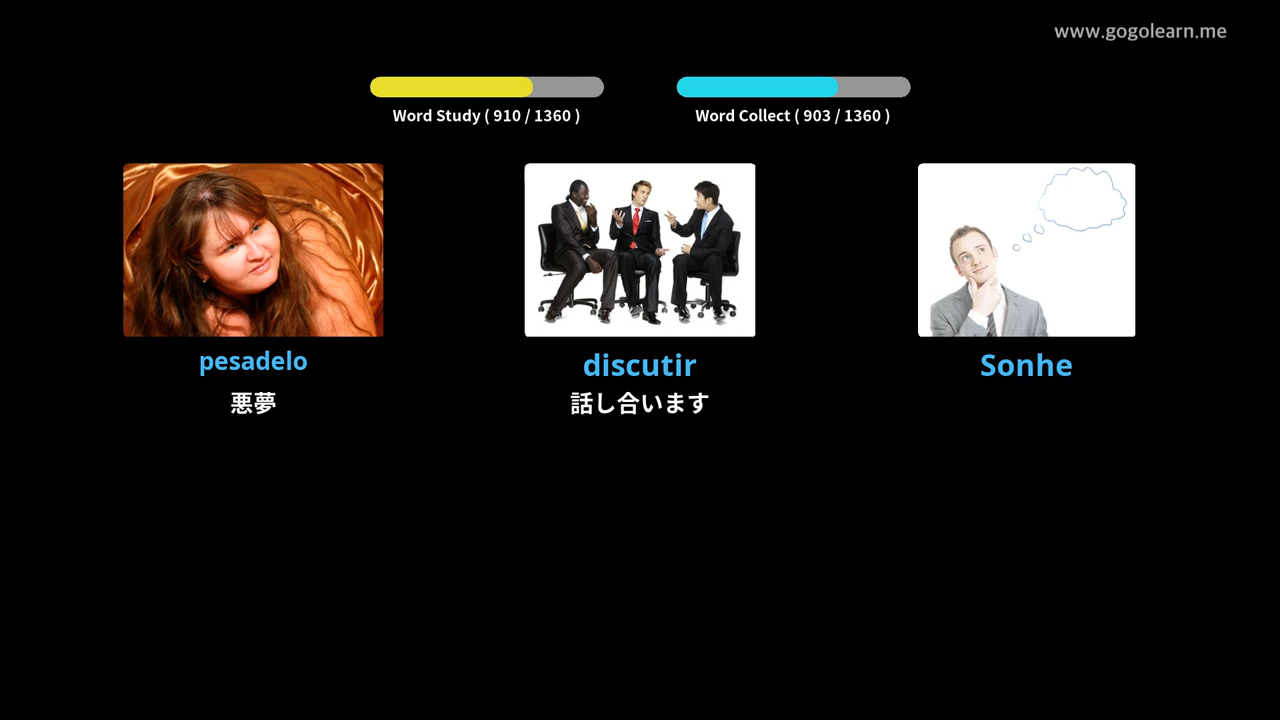 www.gogolearn.me
Word Study ( 910 / 1360 )
Word Collect ( 903 / 1360 )
pesadelo
悪夢
discutir
話し合います
Sonhe